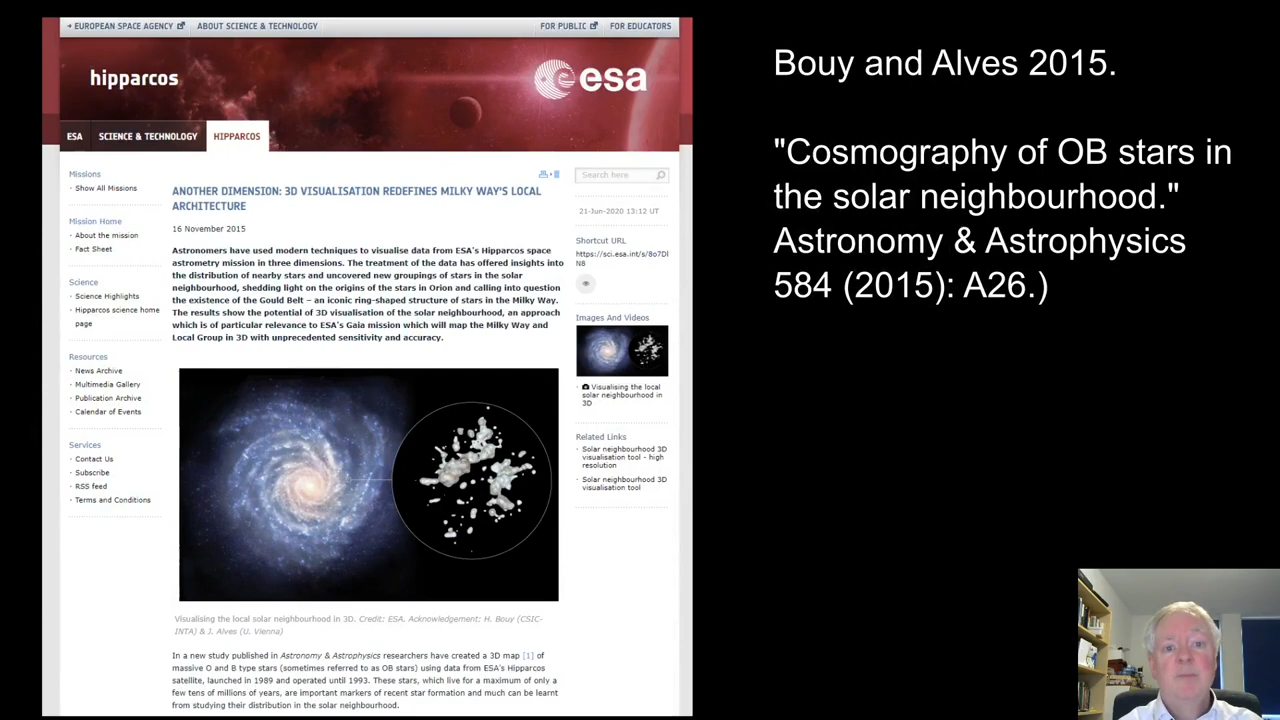 EUROPEAN SPACE AGENCY
ABOUT SCIENCE & TECHNOLOGY
FOR PUBLIC
FOR EDUCATORS
hipparcos
esa
ESA
SCIENCE & TECHNOLOGY
HIPPARCOS
Missions
· Show All Missions
Mission Home
· About the mission
· Fact Sheet
Science
· Science Highlights
· Hipparcos science home
page
Resources
· News Archive
· Multimedia Gallery
· Publication Archive
· Calendar of Events
Services
· Contact Us
· Subscribe
· RSS feed
· Terms and Conditions
ANOTHER DIMENSION: 3D VISUALISATION REDEFINES MILKY WAY'S LOCAL
ARCHITECTURE
16 November 2015
Astronomers have used modern techniques to visualise data from ESA's Hipparcos space
astrometry mission in three dimensions. The treatment of the data has offered insights into
the distribution of nearby stars and uncovered new groupings of stars in the solar
neighbourhood, shedding light on the origins of the stars in Orion and calling into question
the existence of the Gould Belt – an iconic ring-shaped structure of stars in the Milky Way.
The results show the potential of 3D visualisation of the solar neighbourhood, an approach
which is of particular relevance to ESA's Gaia mission which will map the Milky Way and
Local Group in 3D with unprecedented sensitivity and accuracy.
Visualising the local solar neighbourhood in 3D. Credit: ESA. Acknowledgement: H. Bouy (CSIC-
INTA) & J. Alves (U. Vienna)
In a new study published in Astronomy & Astrophysics researchers have created a 3D map [1] of
massive O and B type stars (sometimes referred to as OB stars) using data from ESA's Hipparcos
satellite, launched in 1989 and operated until 1993. These stars, which live for a maximum of only a
few tens of millions of years, are important markers of recent star formation and much can be learnt
from studying their distribution in the solar neighbourhood.
Search here
21-Jun-2020 13:12 UT
Shortcut URL
https://sci.esa.int/s/8o7Dl
N8
Images And Videos
· Visualising the local
solar neighbourhood in
3D
Related Links
· Solar neighbourhood 3D
visualisation tool - high
resolution
· Solar neighbourhood 3D
visualisation tool
Bouy and Alves 2015.
"Cosmography of OB stars in
the solar neighbourhood."
Astronomy & Astrophysics
584 (2015): A26.)